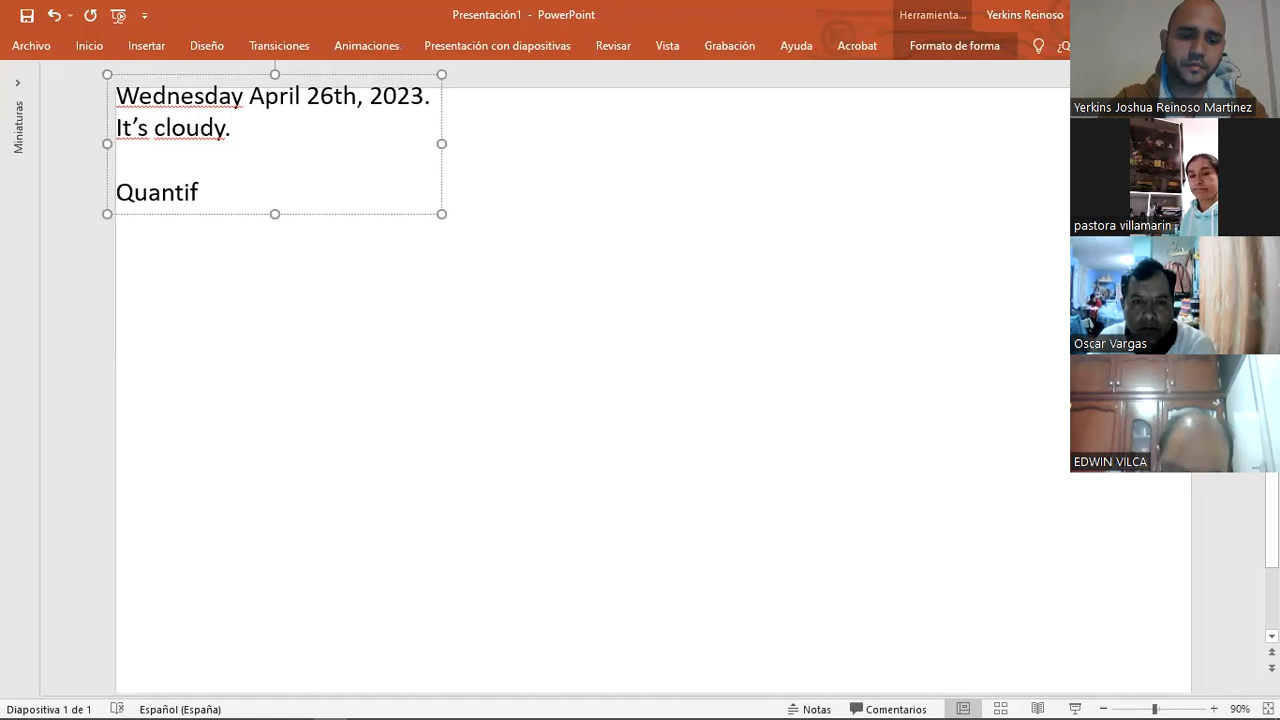 Presentación1 - PowerPoint
Herramienta...
Yerkins Reinoso
Archivo
Inicio
Insertar
Diseño
Transiciones
Animaciones
Presentación con diapositivas
Revisar
Vista
Grabación
Ayuda
Acrobat
Formato de forma
¿Q
Miniaturas
Wednesday April 26th, 2023.
It's cloudy.
Quantif
Yerkins Joshua Reinoso Martinez
pastora villamarin
Oscar Vargas
EDWIN VILCA
Diapositiva 1 de 1
Español (España)
Notas
Comentarios
90%